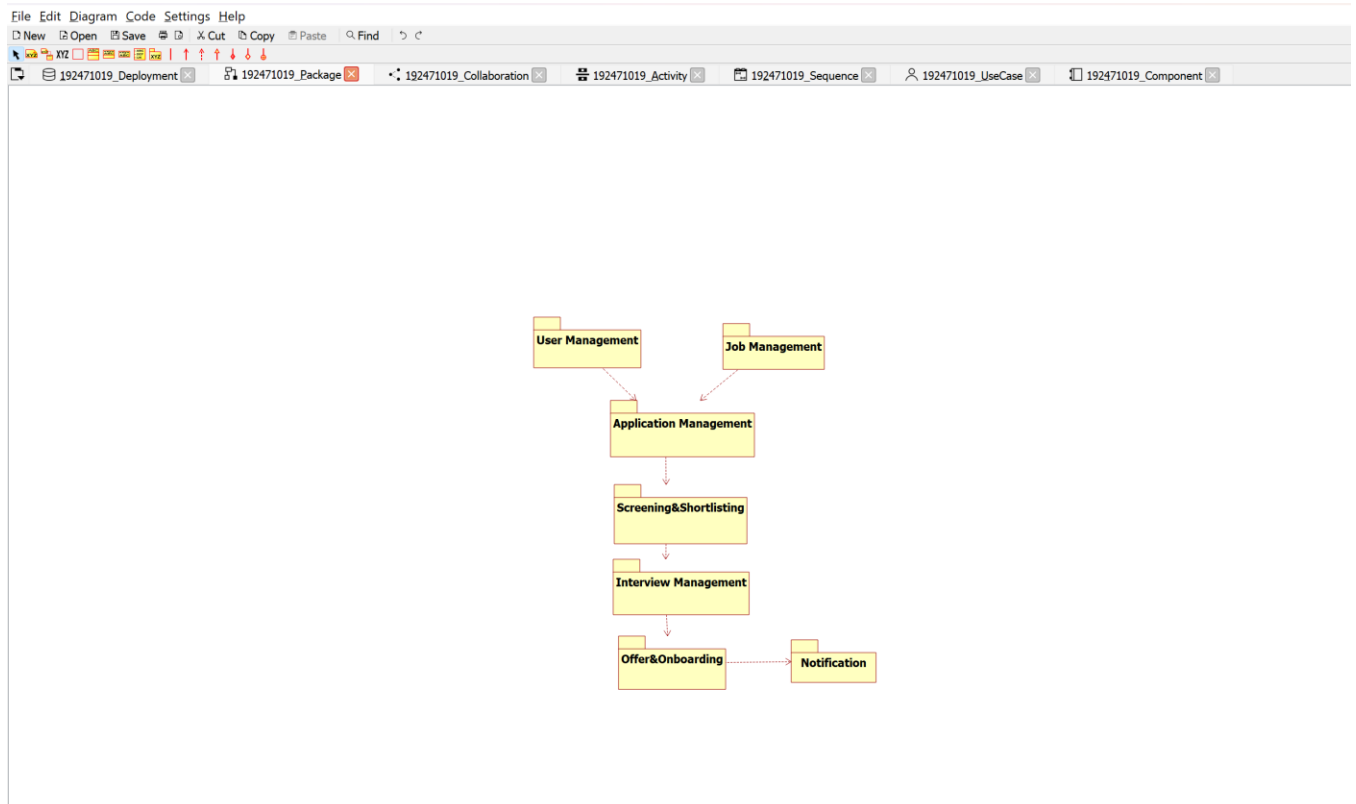 File Edit Diagram Code Settings Help
New Open Save Cut Copy Paste Find
XYZ
192471019_Deployment 192471019_Package 192471019_Collaboration 192471019_Activity 192471019_Sequence 192471019_UseCase 192471019_Component
User Management
Job Management
Application Management
Screening&Shortlisting
Interview Management
Offer&Onboarding
Notification